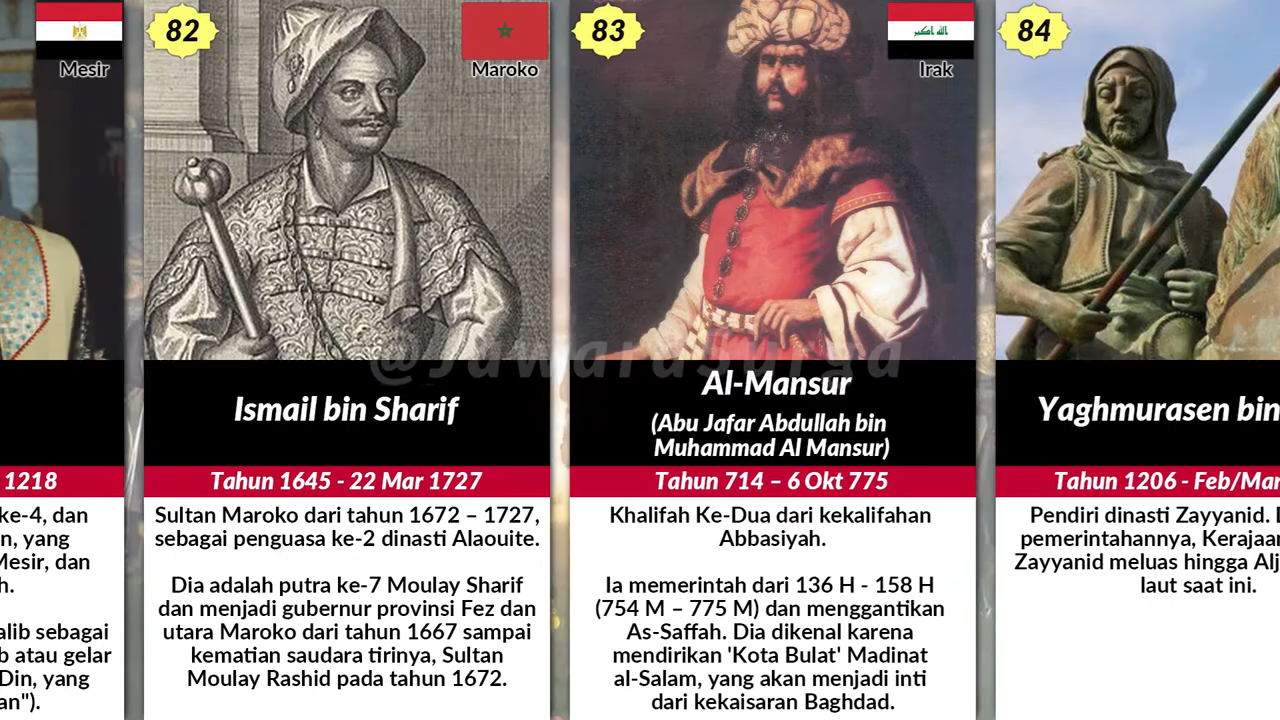 Mesir
1218
ke-4, dan
n, yang
Mesir, dan
h.
alib sebagai
b atau gelar
Din, yang
an").
82
Maroko
Ismail bin Sharif
Tahun 1645 - 22 Mar 1727
Sultan Maroko dari tahun 1672 – 1727,
sebagai penguasa ke-2 dinasti Alaouite.
Dia adalah putra ke-7 Moulay Sharif
dan menjadi gubernur provinsi Fez dan
utara Maroko dari tahun 1667 sampai
kematian saudara tirinya, Sultan
Moulay Rashid pada tahun 1672.
83
الله اكبر
Irak
@JawaraSurga
Al-Mansur
(Abu Jafar Abdullah bin
Muhammad Al Mansur)
Tahun 714 – 6 Okt 775
Khalifah Ke-Dua dari kekalifahan
Abbasiyah.
Ia memerintah dari 136 H - 158 H
(754 M – 775 M) dan menggantikan
As-Saffah. Dia dikenal karena
mendirikan 'Kota Bulat' Madinat
al-Salam, yang akan menjadi inti
dari kekaisaran Baghdad.
84
Yaghmurasen bin
Tahun 1206 - Feb/Mar
Pendiri dinasti Zayyanid. D
pemerintahannya, Kerajaan
Zayyanid meluas hingga Alj
laut saat ini.